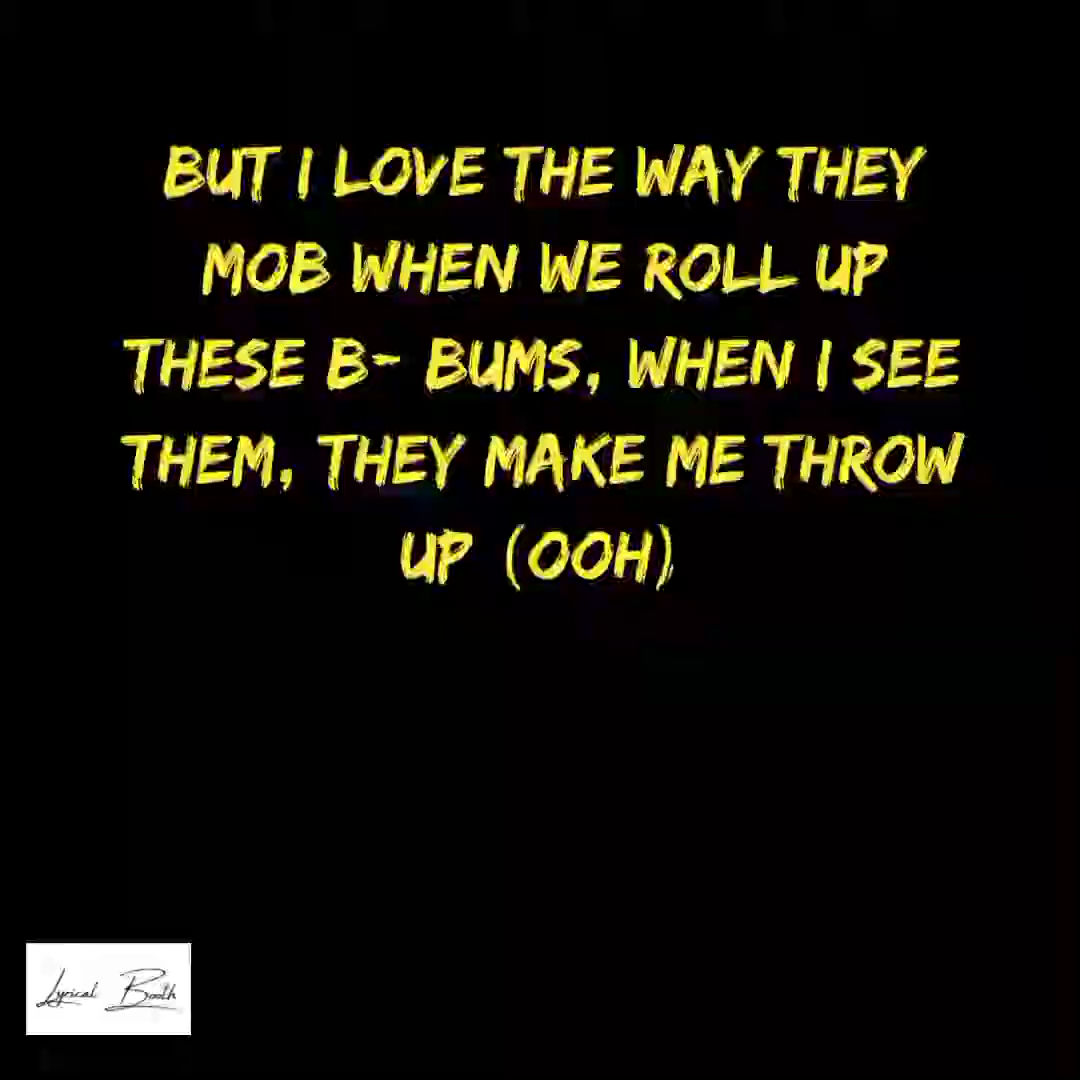 BUT I LOVE THE WAY THEY
MOB WHEN WE ROLL UP
THESE B- BUMS, WHEN I SEE
THEM, THEY MAKE ME THROW
UP (OOH)
Lyrical Booth